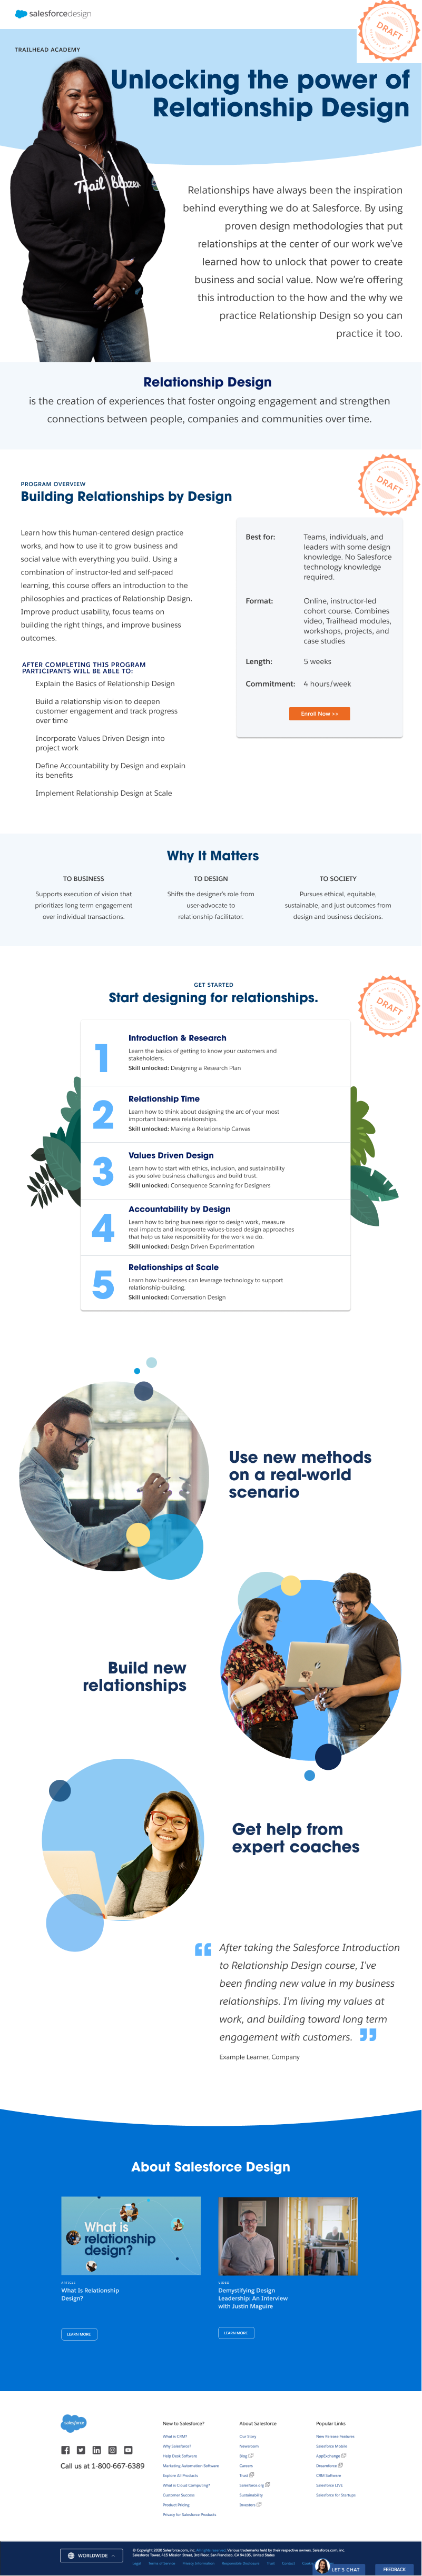 salesforcedesign
MADE IN PROGRESS
DRAFT
TRAILHEAD ACADEMY
Unlocking the power of
Relationship Design
Trail Blazer
Relationships have always been the inspiration
behind everything we do at Salesforce. By using
proven design methodologies that put
relationships at the center of our work we've
learned how to unlock that power to create
business and social value. Now we're offering
this introduction to the how and the why we
practice Relationship Design so you can
practice it too.
Relationship Design
is the creation of experiences that foster ongoing engagement and strengthen
connections between people, companies and communities over time.
DRAFT
PROGRAM OVERVIEW
Building Relationships by Design
Learn how this human-centered design practice
works, and how to use it to grow business and
social value with everything you build. Using a
combination of instructor-led and self-paced
learning, this course offers an introduction to the
philosophies and practices of Relationship Design.
Improve product usability, focus teams on
building the right things, and improve business
outcomes.
AFTER COMPLETING THIS PROGRAM
PARTICIPANTS WILL BE ABLE TO:
Explain the Basics of Relationship Design
Build a relationship vision to deepen
customer engagement and track progress
over time
Incorporate Values Driven Design into
project work
Define Accountability by Design and explain
its benefits
Implement Relationship Design at Scale
Best for: Teams, individuals, and
leaders with some design
knowledge. No Salesforce
technology knowledge
required.
Format: Online, instructor-led
cohort course. Combines
video, Trailhead modules,
workshops, projects, and
case studies
Length: 5 weeks
Commitment: 4 hours/week
Enroll Now >>
Why It Matters
TO BUSINESS
Supports execution of vision that
prioritizes long term engagement
over individual transactions.
TO DESIGN
Shifts the designer's role from
user-advocate to
relationship-facilitator.
TO SOCIETY
Pursues ethical, equitable,
sustainable, and just outcomes from
design and business decisions.
GET STARTED
Start designing for relationships.
DRAFT
1
Introduction & Research
Learn the basics of getting to know your customers and
stakeholders.
Skill unlocked: Designing a Research Plan
2
Relationship Time
Learn how to think about designing the arc of your most
important business relationships.
Skill unlocked: Making a Relationship Canvas
3
Values Driven Design
Learn how to start with ethics, inclusion, and sustainability
as you solve business challenges and build trust.
Skill unlocked: Consequence Scanning for Designers
4
Accountability by Design
Learn how to bring business rigor to design work, measure
real impacts and incorporate values-based design approaches
that help us take responsibility for the work we do.
Skill unlocked: Design Driven Experimentation
5
Relationships at Scale
Learn how businesses can leverage technology to support
relationship-building.
Skill unlocked: Conversation Design
Use new methods
on a real-world
scenario
Build new
relationships
Get help from
expert coaches
“ After taking the Salesforce Introduction
to Relationship Design course, I've
been finding new value in my business
relationships. I'm living my values at
work, and building toward long term
engagement with customers. ”
Example Learner, Company
About Salesforce Design
What is
relationship
design?
ARTICLE
What Is Relationship
Design?
LEARN MORE
VIDEO
Demystifying Design
Leadership: An Interview
with Justin Maguire
LEARN MORE
salesforce
Call us at 1-800-667-6389
New to Salesforce?
What is CRM?
Why Salesforce?
Help Desk Software
Marketing Automation Software
Explore All Products
What is Cloud Computing?
Customer Success
Product Pricing
Privacy for Salesforce Products
About Salesforce
Our Story
Newsroom
Blog
Careers
Trust
Salesforce.org
Sustainability
Investors
Popular Links
New Release Features
Salesforce Mobile
AppExchange
Dreamforce
CRM Software
Salesforce LIVE
Salesforce for Startups
WORLDWIDE
© Copyright 2020 Salesforce.com, inc. All rights reserved. Various trademarks held by their respective owners. Salesforce.com, inc.
Salesforce Tower, 415 Mission Street, 3rd Floor, San Francisco, CA 94105, United States
Legal Terms of Service Privacy Information Responsible Disclosure Trust Contact
LET'S CHAT
FEEDBACK